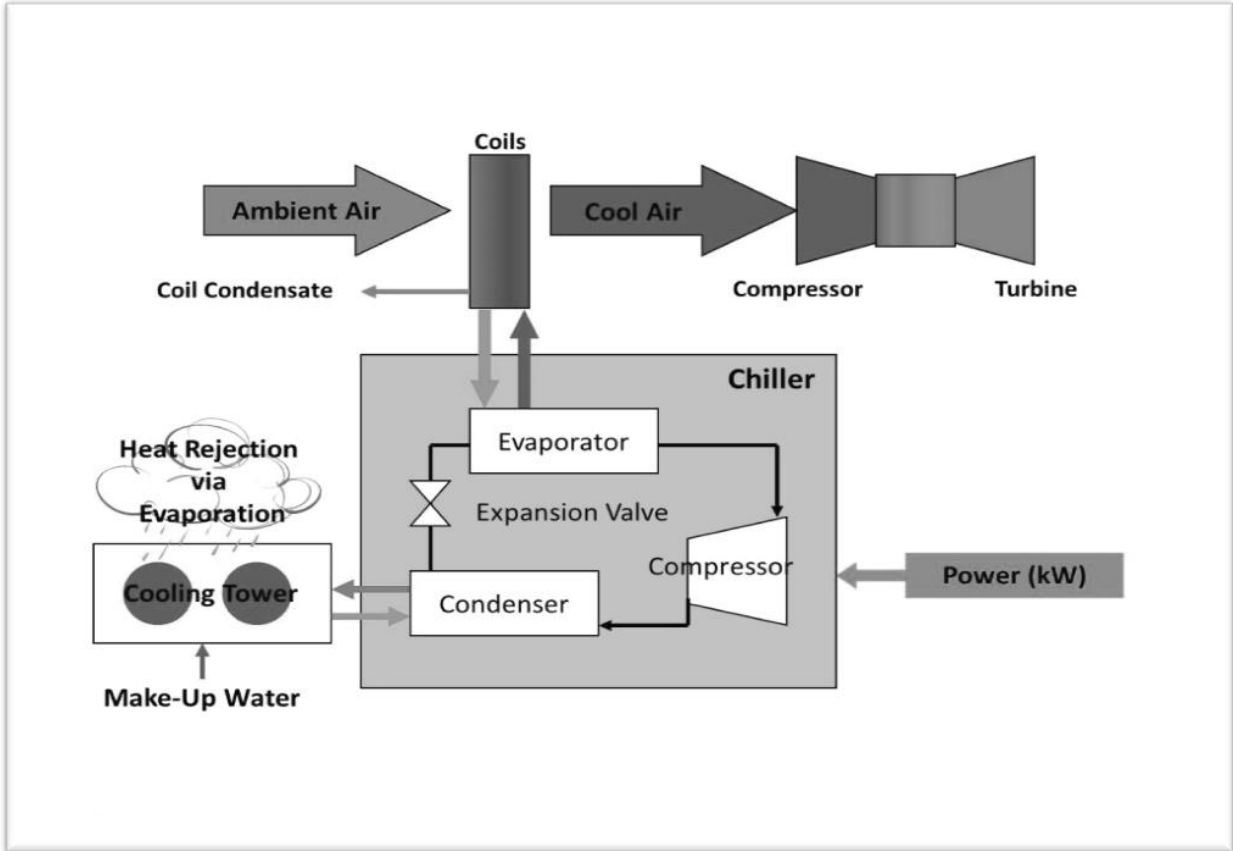 Coils
Ambient Air
Cool Air
Coil Condensate
Compressor
Turbine
Chiller
Evaporator
Heat Rejection
via
Evaporation
Expansion Valve
Compressor
Power (kW)
Cooling Tower
Condenser
Make-Up Water